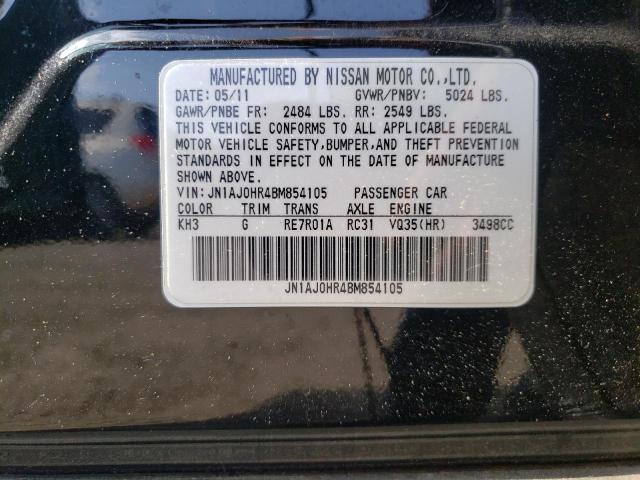 MANUFACTURED BY NISSAN MOTOR CO.,LTD.
DATE: 05/11 GVWR/PNBV: 5024 LBS.
GAWR/PNBE FR: 2484 LBS. RR: 2549 LBS.
THIS VEHICLE CONFORMS TO ALL APPLICABLE FEDERAL
MOTOR VEHICLE SAFETY,BUMPER,AND THEFT PREVENTION
STANDARDS IN EFFECT ON THE DATE OF MANUFACTURE
SHOWN ABOVE.
VIN:JN1AJ0HR4BM854105 PASSENGER CAR
COLOR TRIM TRANS AXLE ENGINE
KH3 G RE7R01A RC31 VQ35(HR) 3498CC
JN1AJ0HR4BM854105